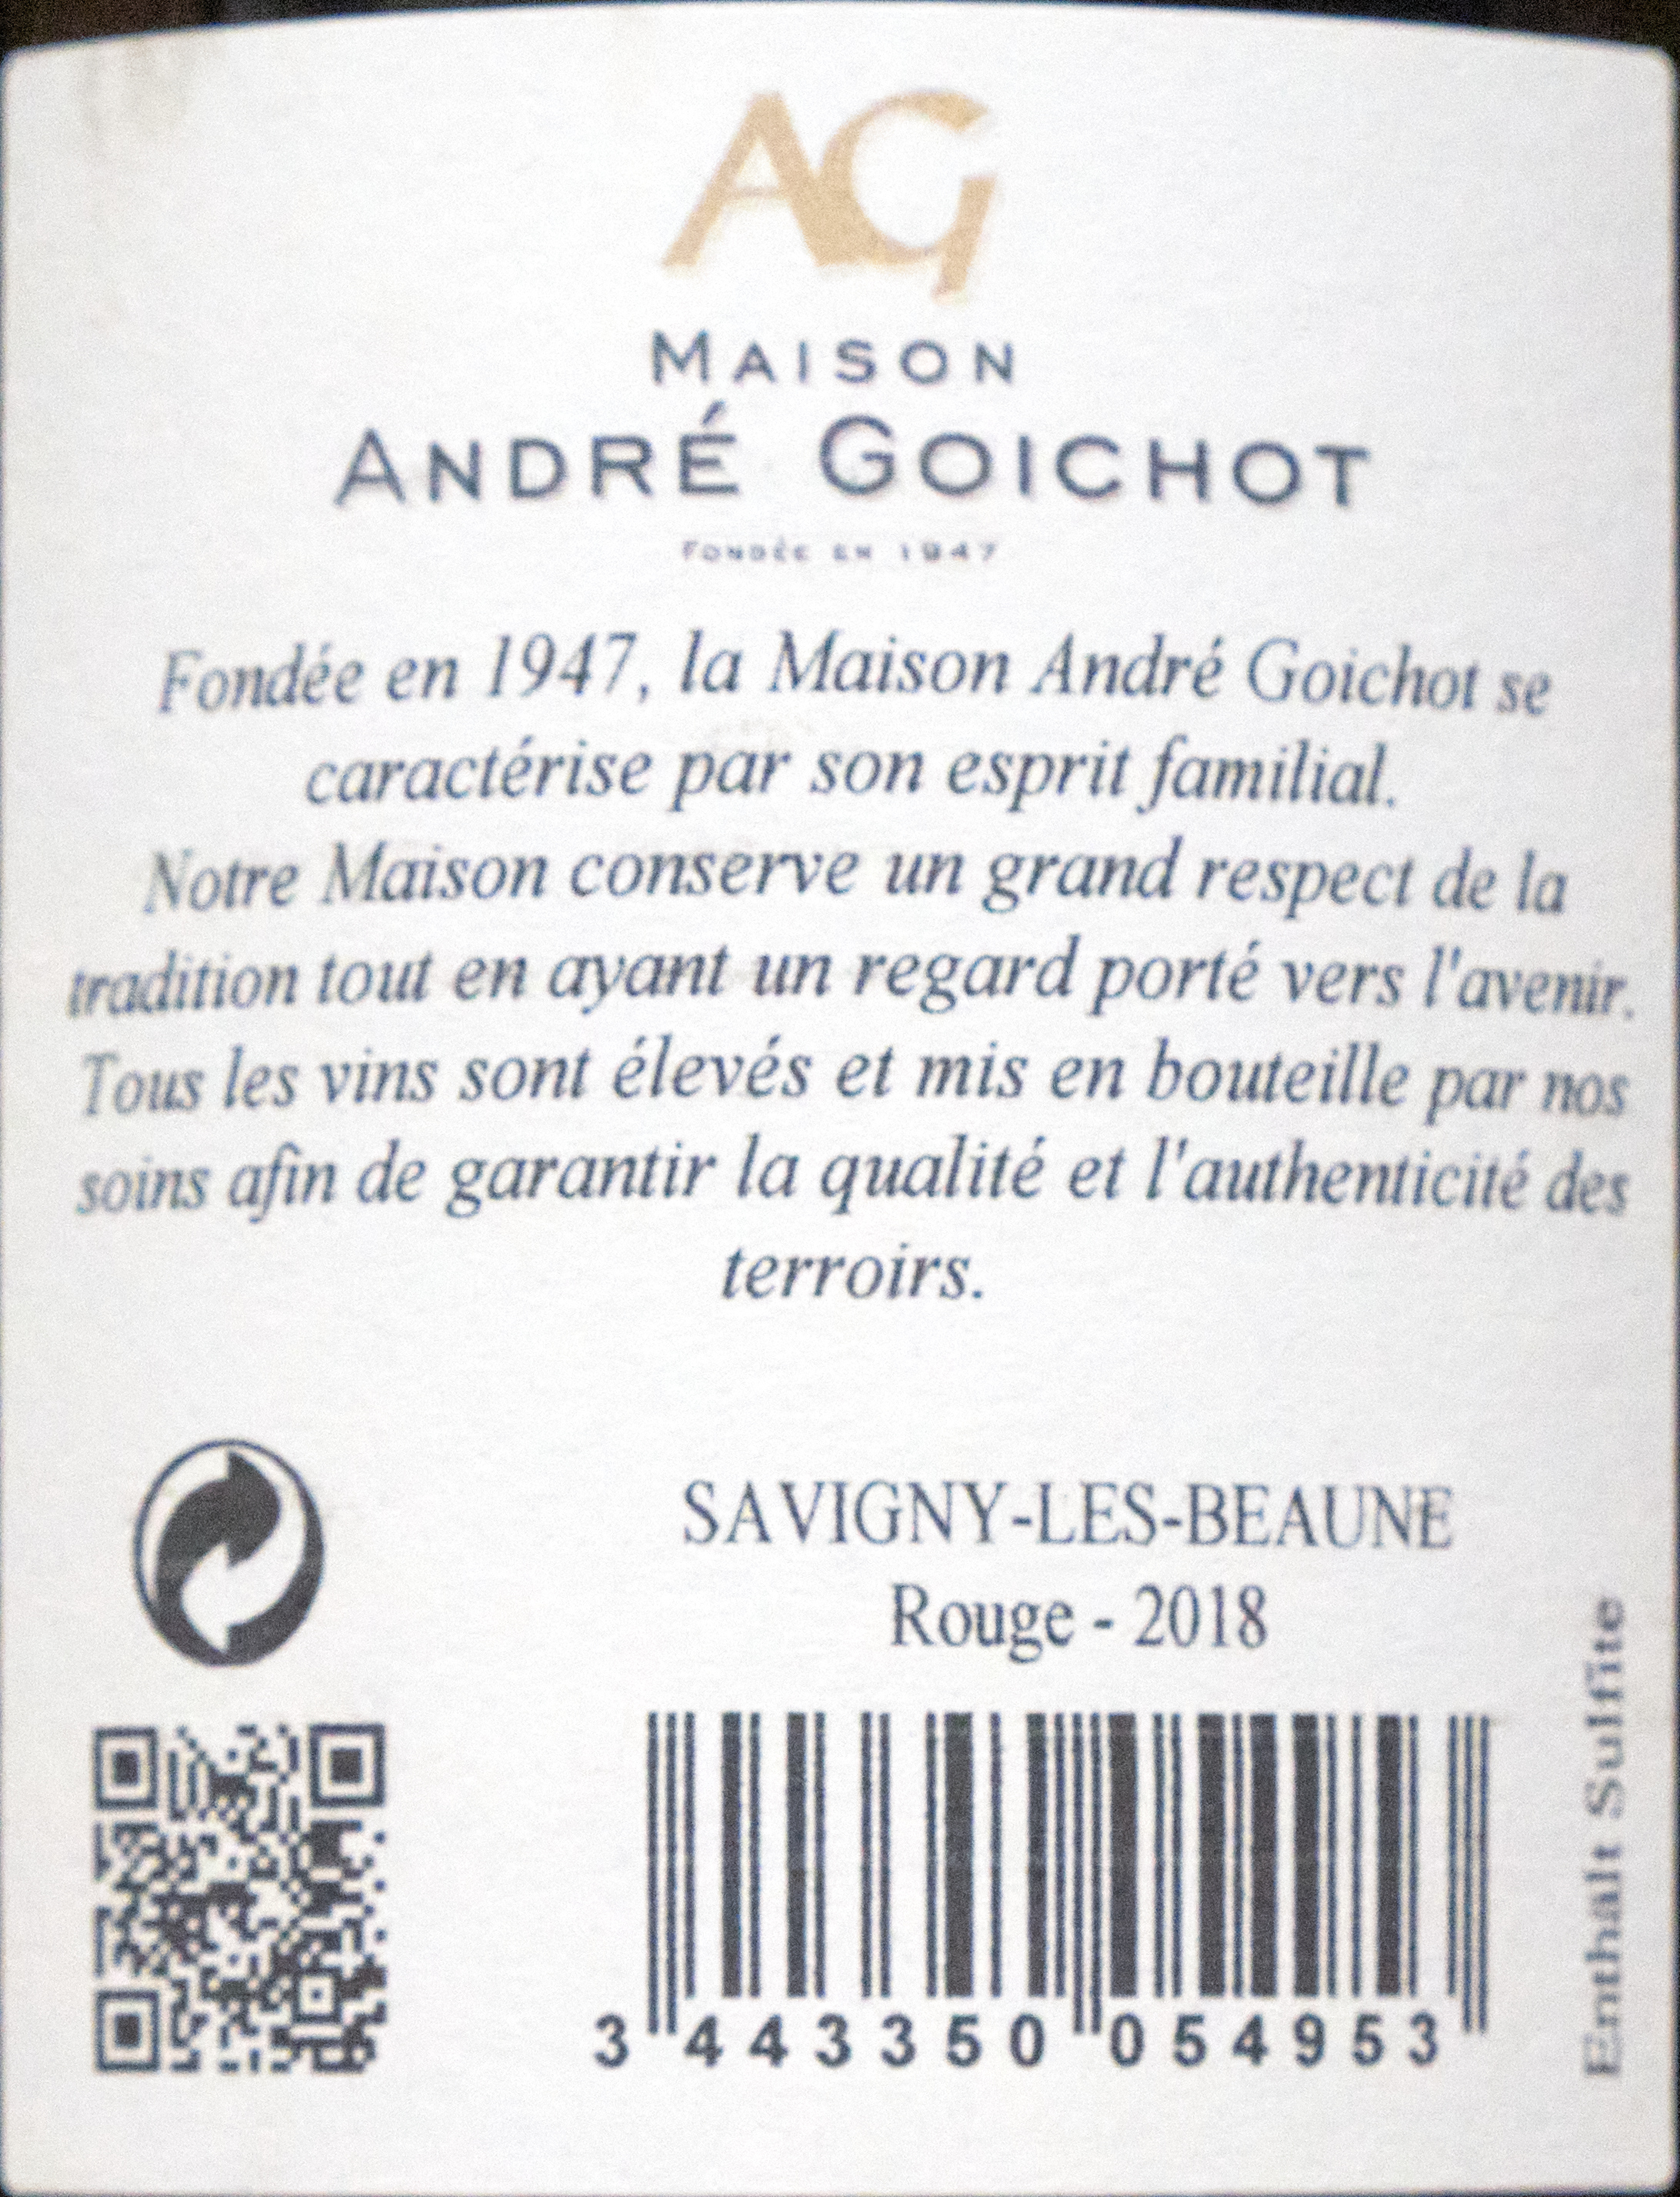 AG
MAISON
ANDRÉ GOICHOT
FONDÉE EN 1947
Fondée en 1947, la Maison André Goichot se
caractérise par son esprit familial.
Notre Maison conserve un grand respect de la
tradition tout en ayant un regard porté vers l'avenir.
Tous les vins sont élevés et mis en bouteille par nos
soins afin de garantir la qualité et l'authenticité des
terroirs.
SAVIGNY-LES-BEAUNE
Rouge - 2018
3 443350 054953
Enthält Sulfite